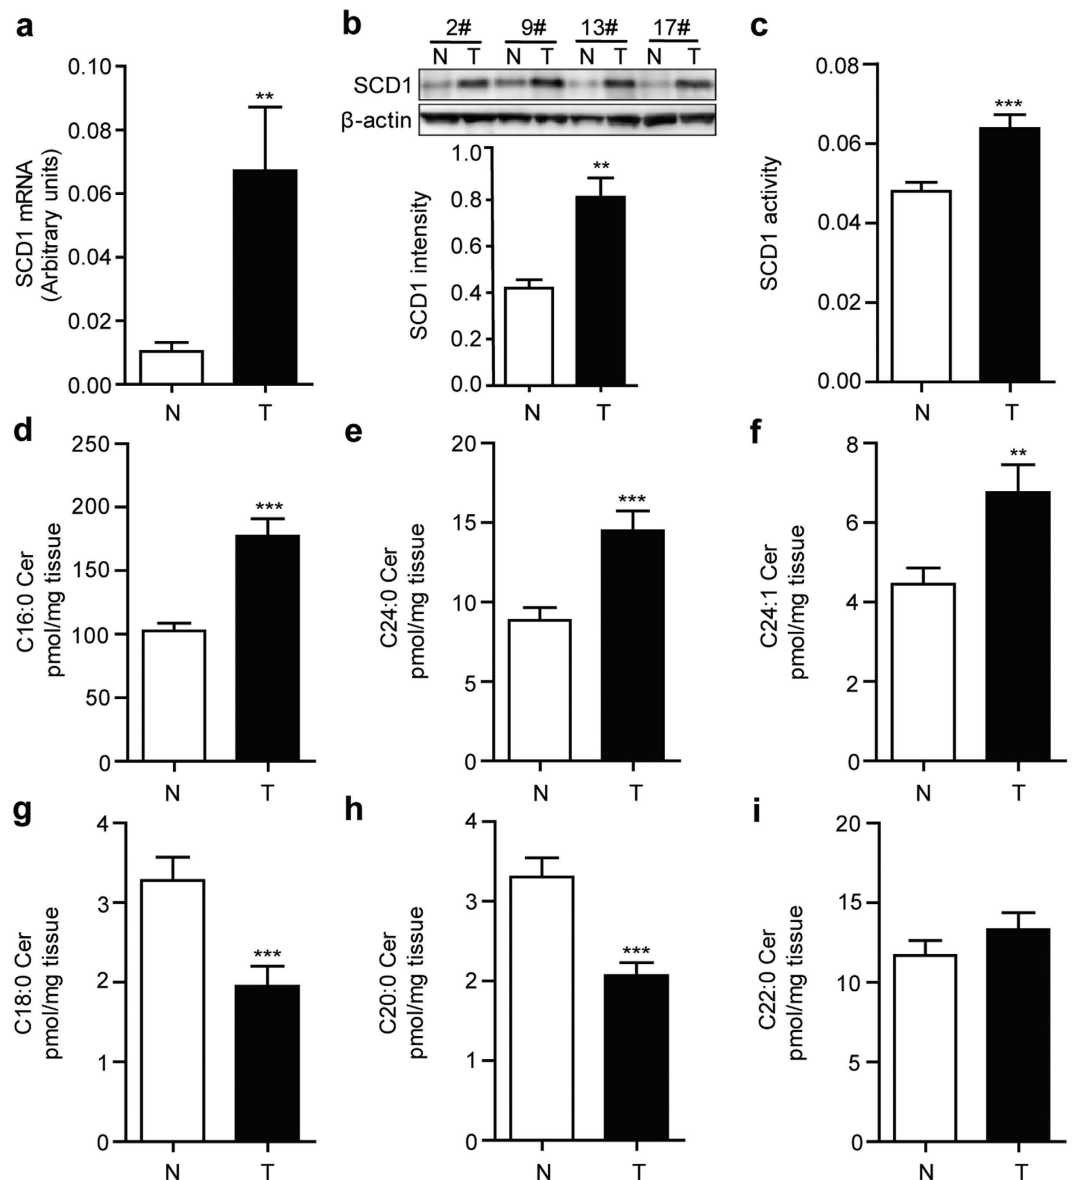 a
SCD1 mRNA
(Arbitrary units)
0.10
0.08
0.06
0.04
0.02
0.00
**
N T
b
2# 9# 13# 17#
N T N T N T N T
SCD1
β-actin
SCD1 intensity
1.0
0.8
0.6
0.4
0.2
0.0
**
N T
c
SCD1 activity
0.08
0.06
0.04
0.02
0.00
***
N T
d
C16:0 Cer
pmol/mg tissue
250
200
150
100
50
0
***
N T
e
C24:0 Cer
pmol/mg tissue
20
15
10
5
0
***
N T
f
C24:1 Cer
pmol/mg tissue
8
6
4
2
0
**
N T
g
C18:0 Cer
pmol/mg tissue
4
3
2
1
0
***
N T
h
C20:0 Cer
pmol/mg tissue
4
3
2
1
0
***
N T
i
C22:0 Cer
pmol/mg tissue
20
15
10
5
0
N T